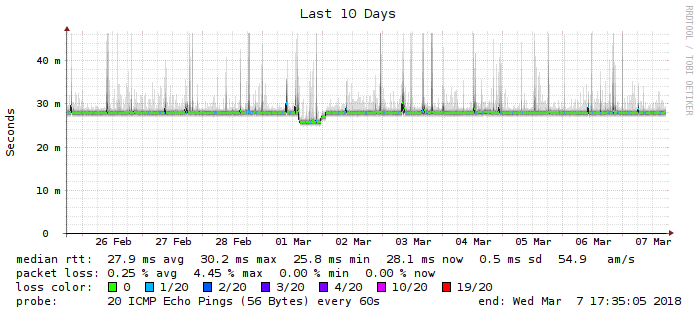 Last 10 Days
RRDTOOL / TOBI OETIKER
Seconds
40 m
30 m
20 m
10 m
0
26 Feb 27 Feb 28 Feb 01 Mar 02 Mar 03 Mar 04 Mar 05 Mar 06 Mar 07 Mar
median rtt: 27.9 ms avg 30.2 ms max 25.8 ms min 28.1 ms now 0.5 ms sd 54.9 am/s
packet loss: 0.25 % avg 4.45 % max 0.00 % min 0.00 % now
loss color: 0 1/20 2/20 3/20 4/20 10/20 19/20
probe: 20 ICMP Echo Pings (56 Bytes) every 60s end: Wed Mar 7 17:35:05 2018